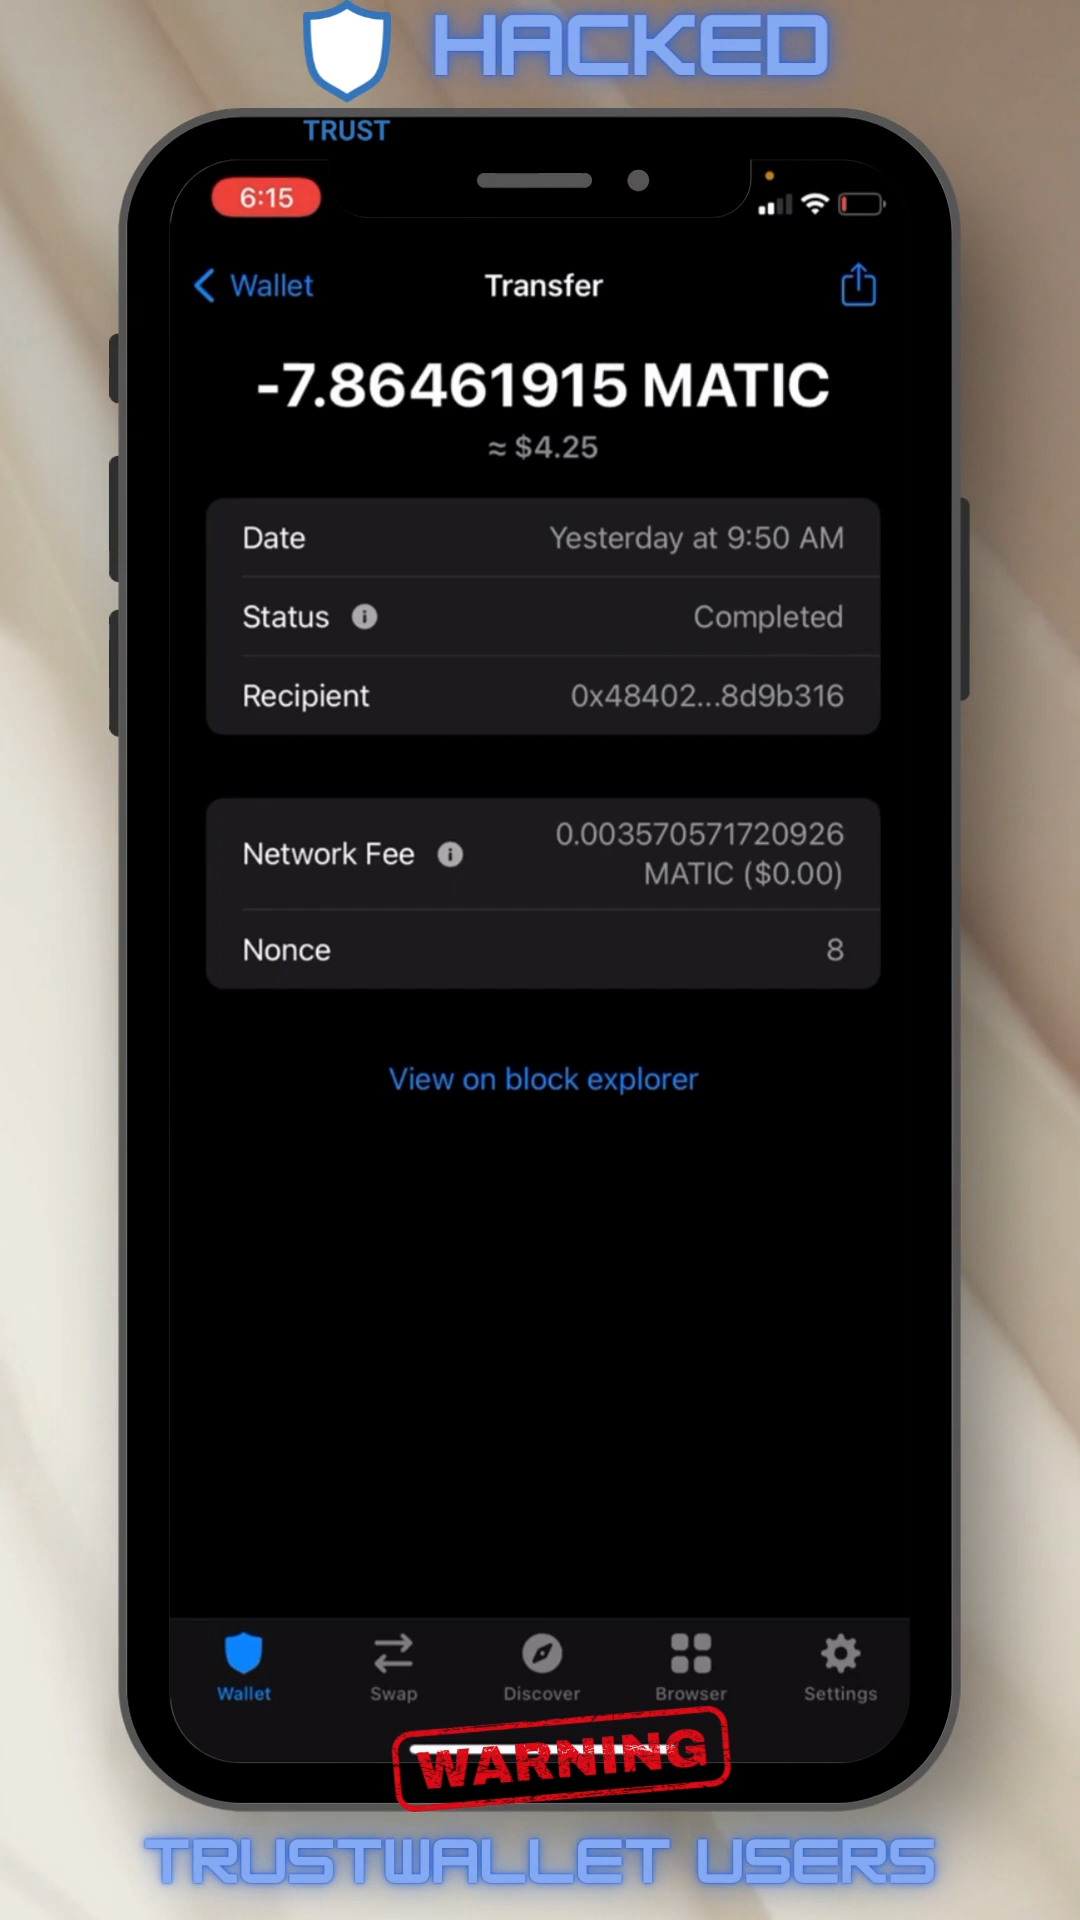 HACKED
TRUST
6:15
Wallet
Transfer
-7.86461915 MATIC
≈ $4.25
Date
Yesterday at 9:50 AM
Status
Completed
Recipient
0x48402...8d9b316
Network Fee
0.003570571720926
MATIC ($0.00)
Nonce
8
View on block explorer
Wallet
Swap
Discover
Browser
Settings
WARNING
TRUSTWALLET USERS